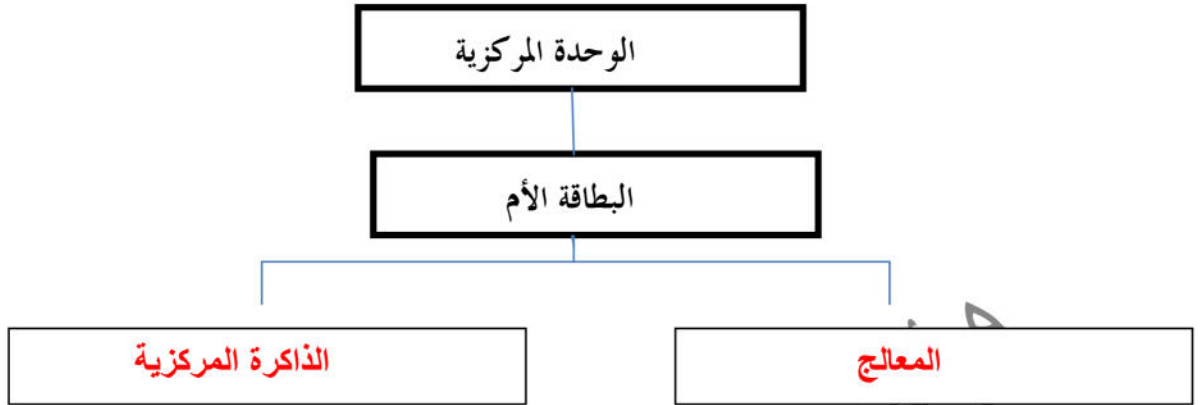 الوحدة المركزية
البطاقة الأم
المعالج
الذاكرة المركزية